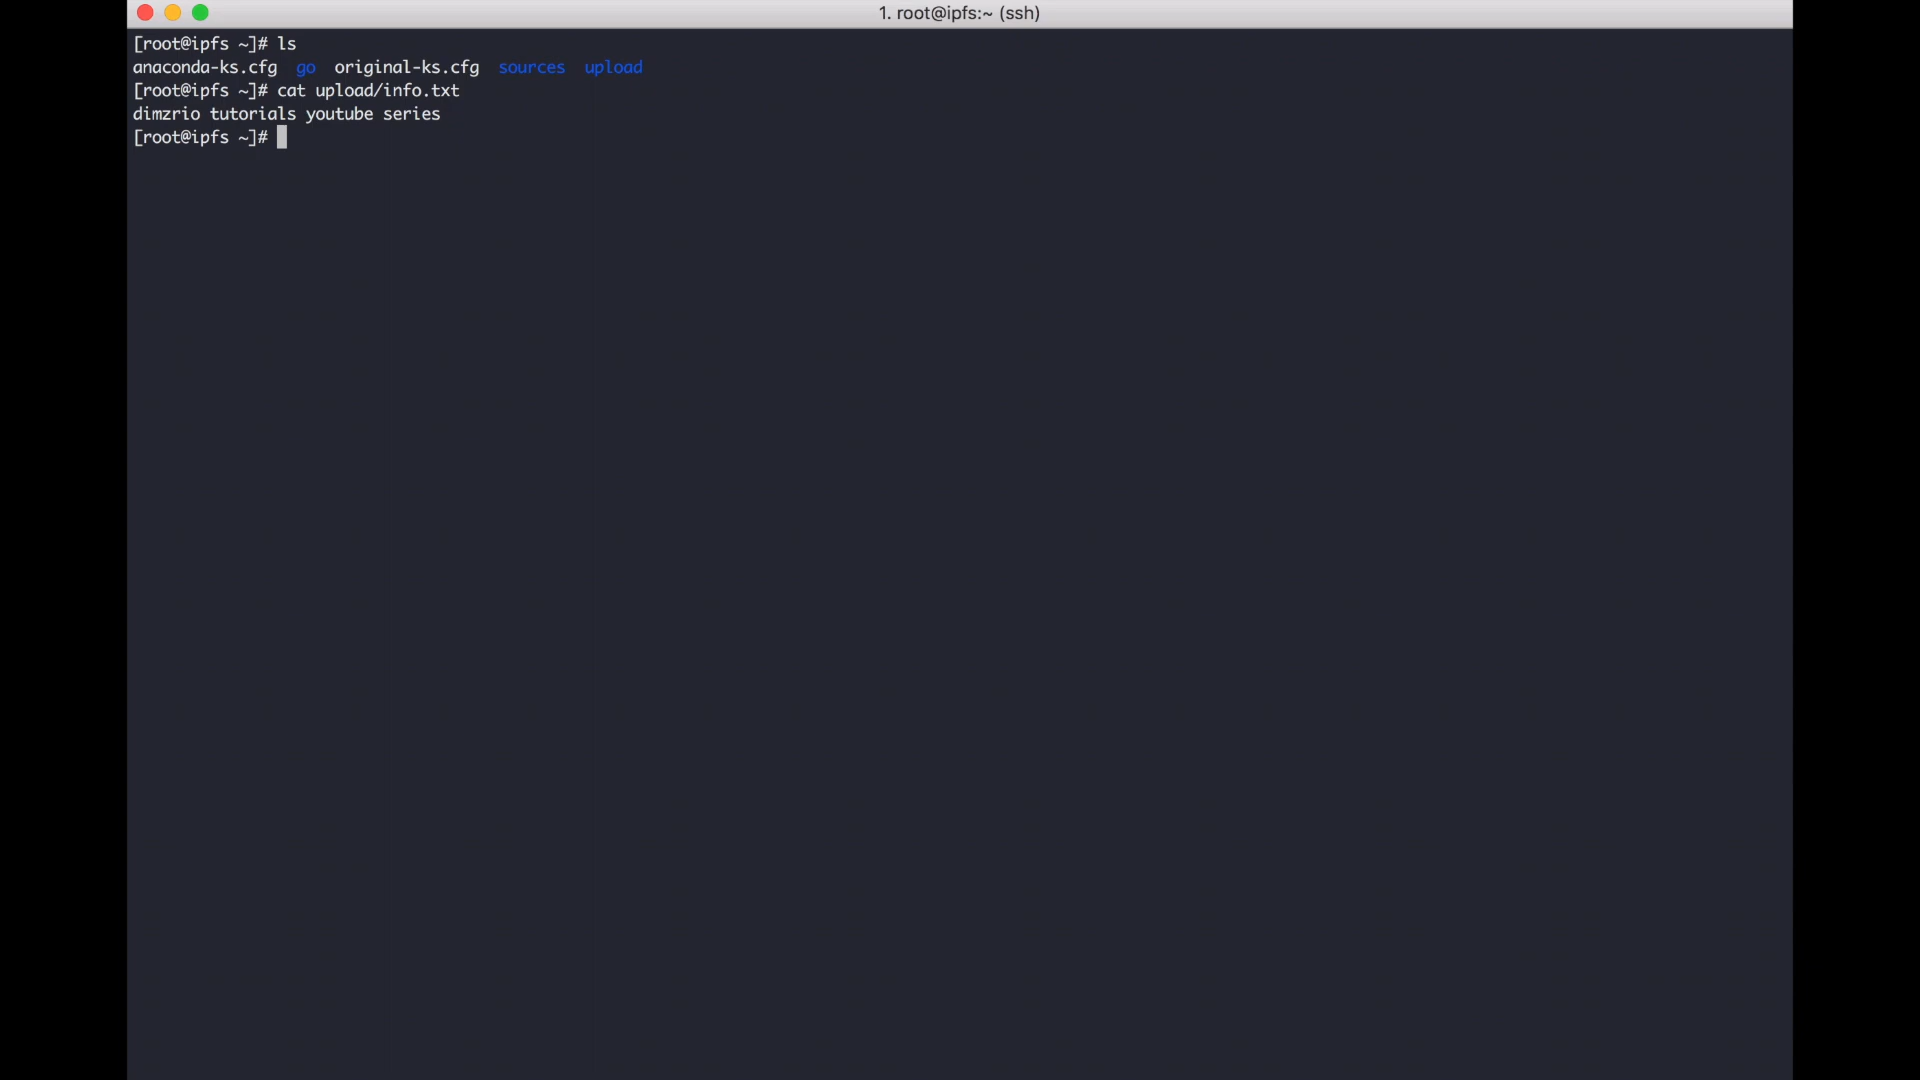 1. root@ipfs:~ (ssh)
[root@ipfs ~]# ls
anaconda-ks.cfg  go  original-ks.cfg  sources  upload
[root@ipfs ~]# cat upload/info.txt
dimzrio tutorials youtube series
[root@ipfs ~]#